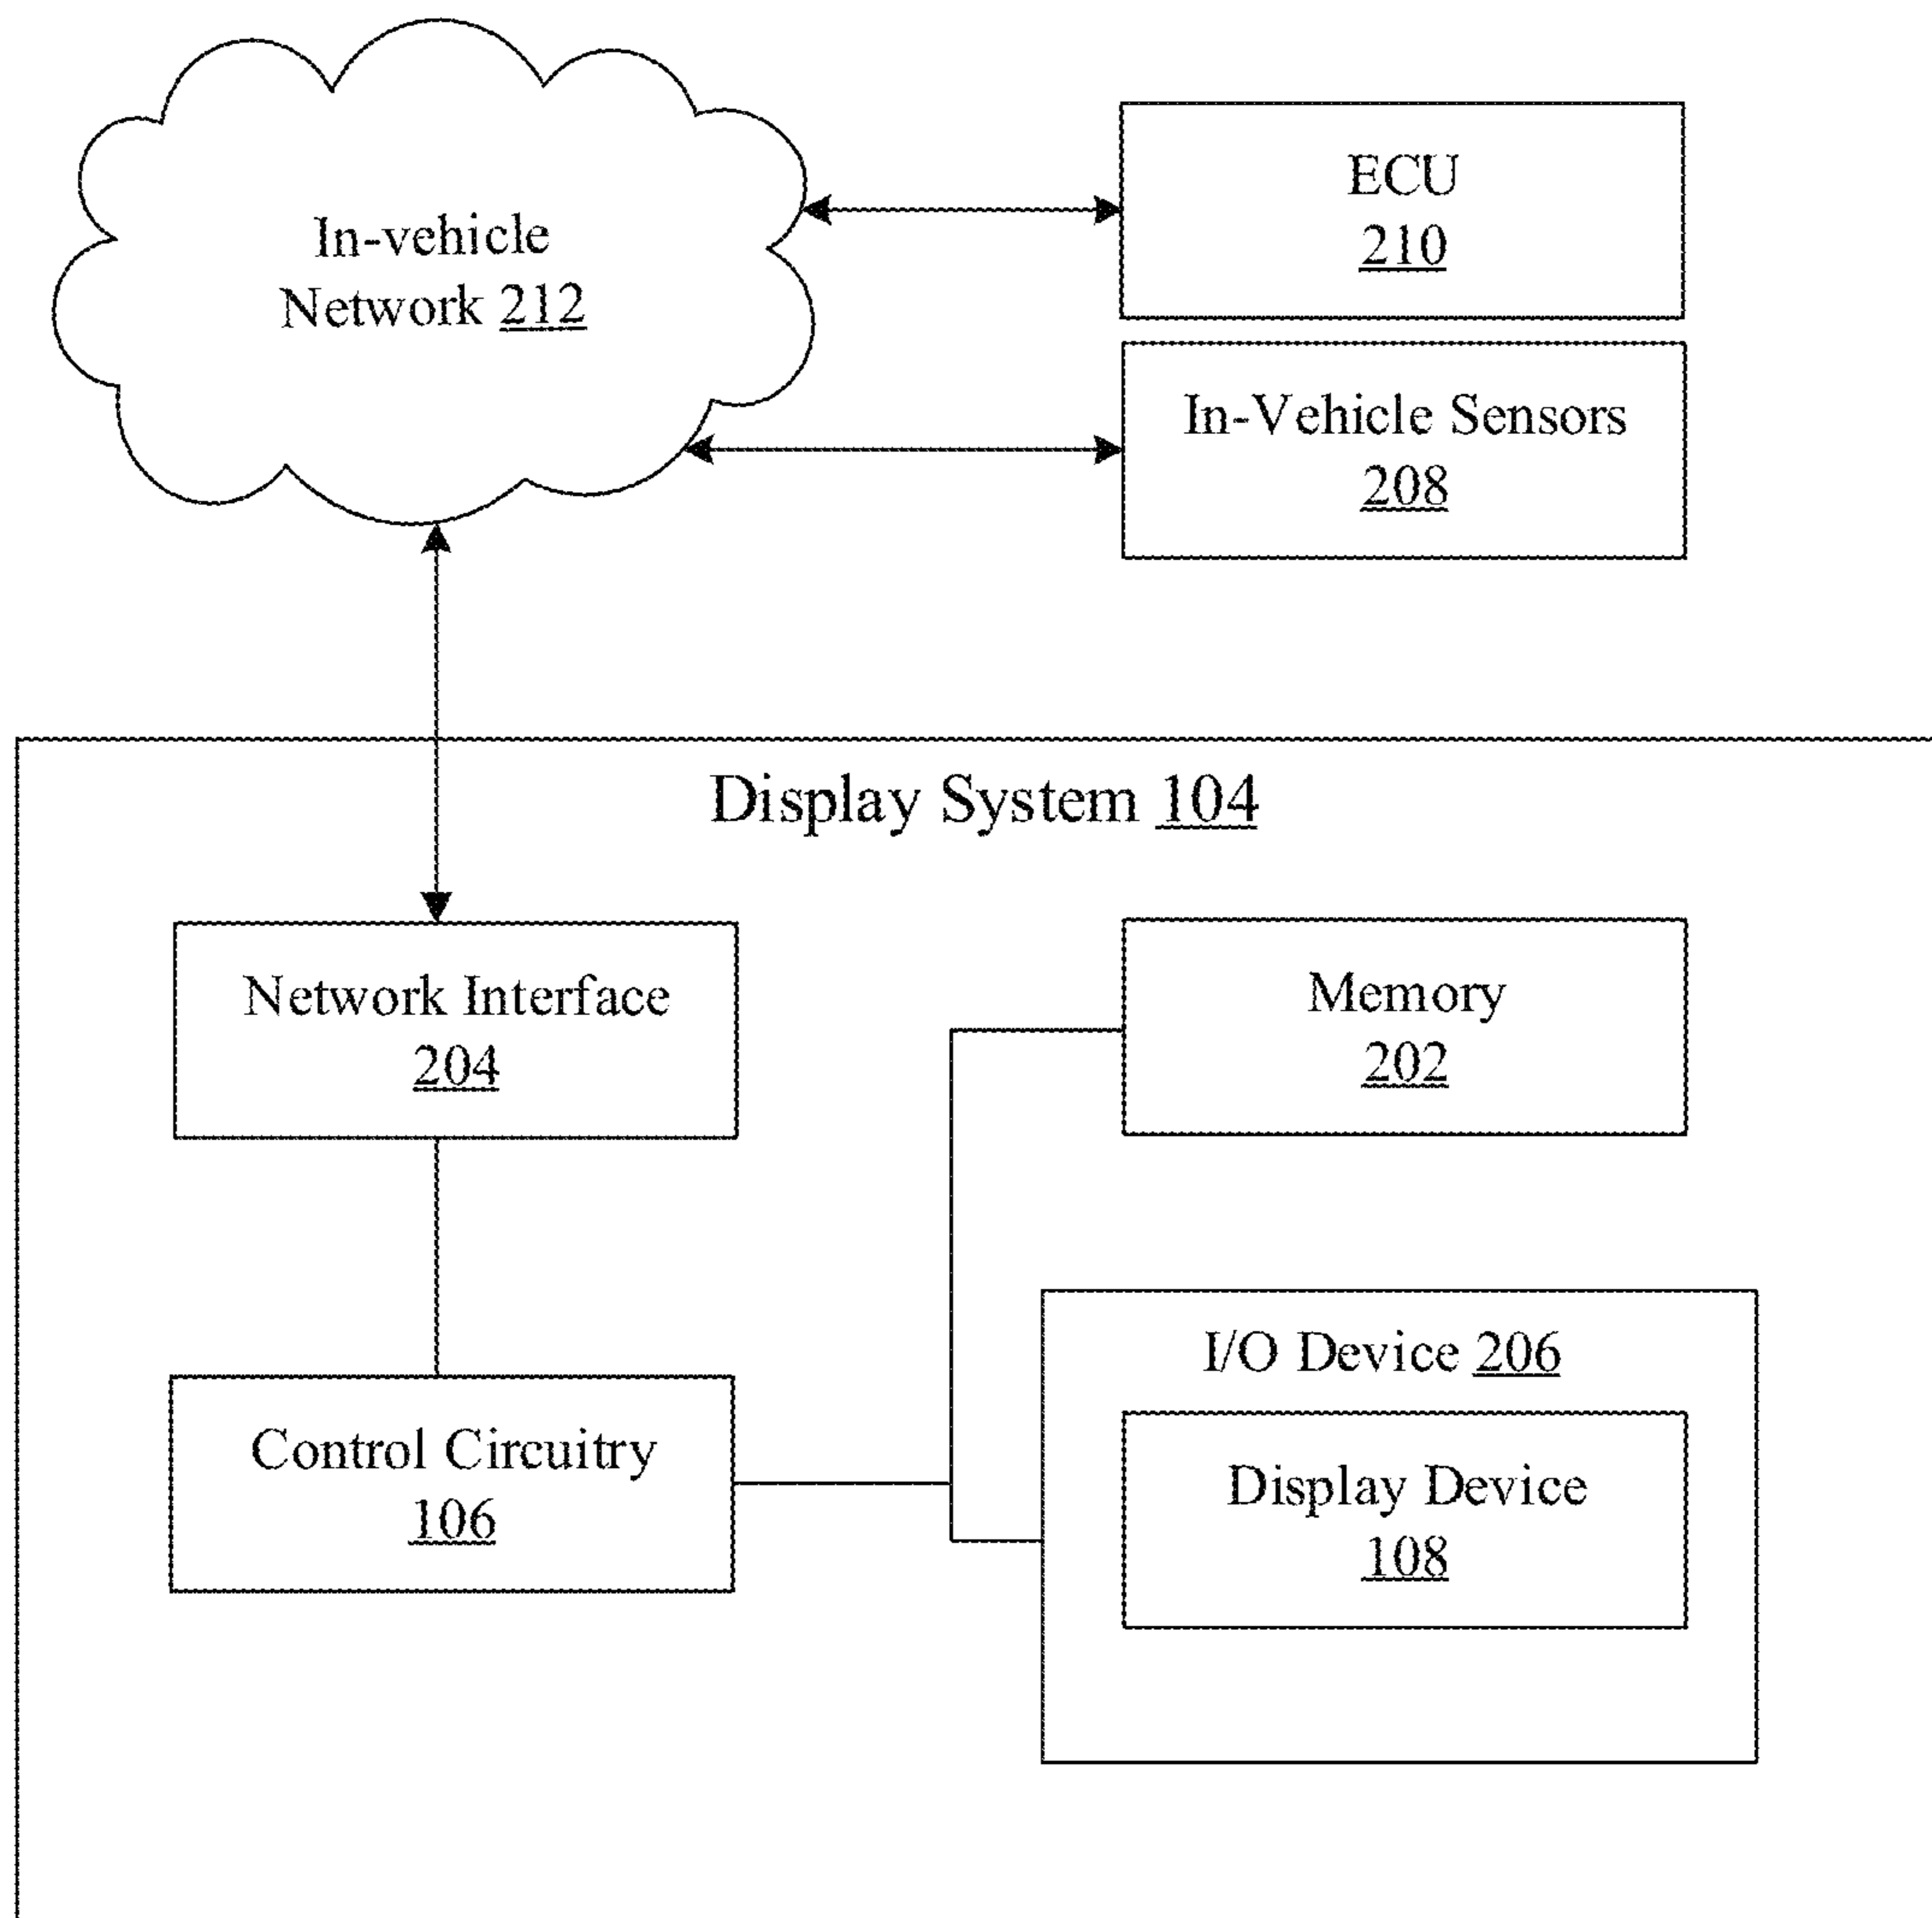 In-vehicle
Network 212
ECU
210
In-Vehicle Sensors
208
Display System 104
Network Interface
204
Memory
202
Control Circuitry
106
I/O Device 206
Display Device
108